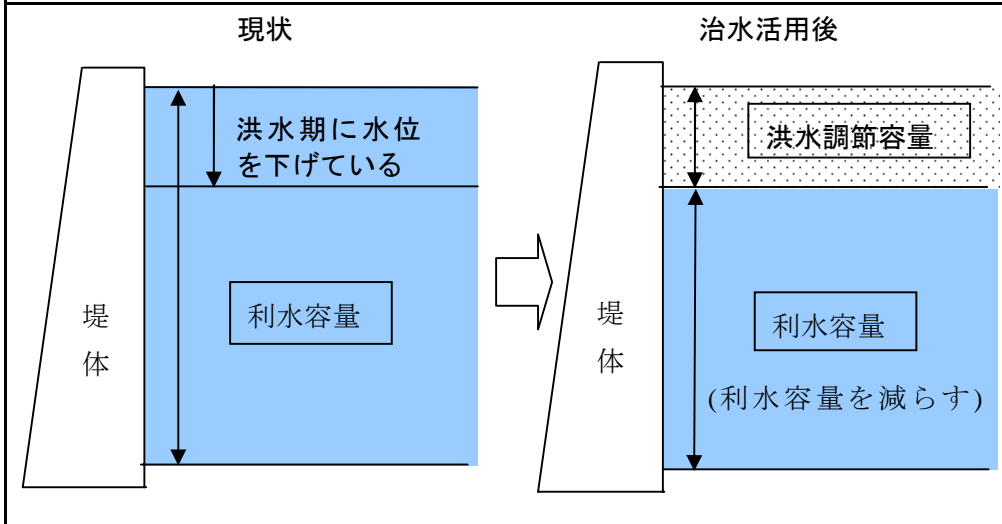 現状
洪水期に水位
を下げている
利水容量
堤
体
治水活用後
洪水調節容量
利水容量
(利水容量を減らす)
堤
体